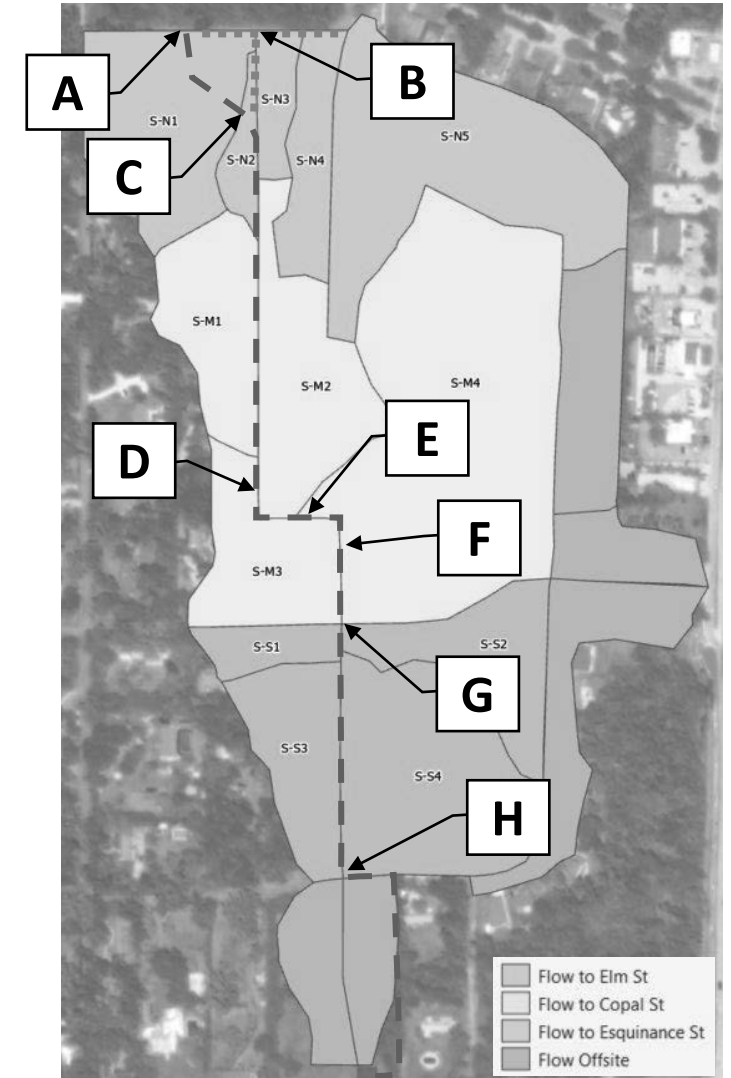 A
B
S-N3
S-N1
S-N5
C
S-N2
S-N4
S-M1
S-M2
S-M4
D
E
F
S-M3
S-S1
S-S2
G
S-S3
S-S4
H
Flow to Elm St
Flow to Copal St
Flow to Esquinance St
Flow Offsite